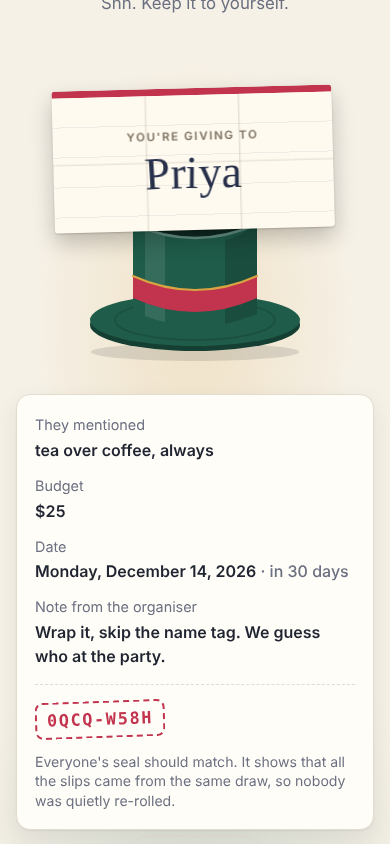 Shh. Keep it to yourself.
YOU'RE GIVING TO
Priya
They mentioned
tea over coffee, always
Budget
$25
Date
Monday, December 14, 2026 · in 30 days
Note from the organiser
Wrap it, skip the name tag. We guess
who at the party.
0QCQ-W58H
Everyone's seal should match. It shows that all
the slips came from the same draw, so nobody
was quietly re-rolled.